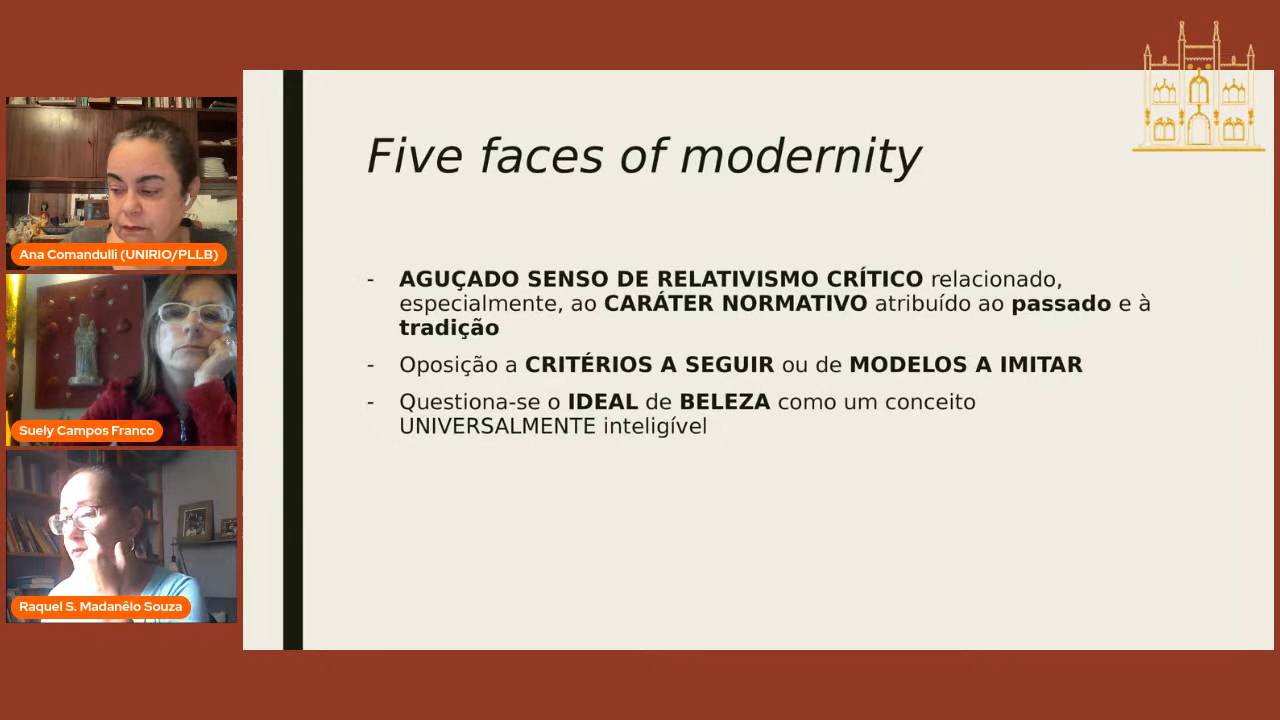 Five faces of modernity
- AGUÇADO SENSO DE RELATIVISMO CRÍTICO relacionado,
especialmente, ao CARÁTER NORMATIVO atribuído ao passado e à
tradição
- Oposição a CRITÉRIOS A SEGUIR ou de MODELOS A IMITAR
- Questiona-se o IDEAL de BELEZA como um conceito
UNIVERSALMENTE inteligível
Ana Comandulli (UNIRIO/PLLB)
Suely Campos Franco
Raquel S. Madanêlo Souza